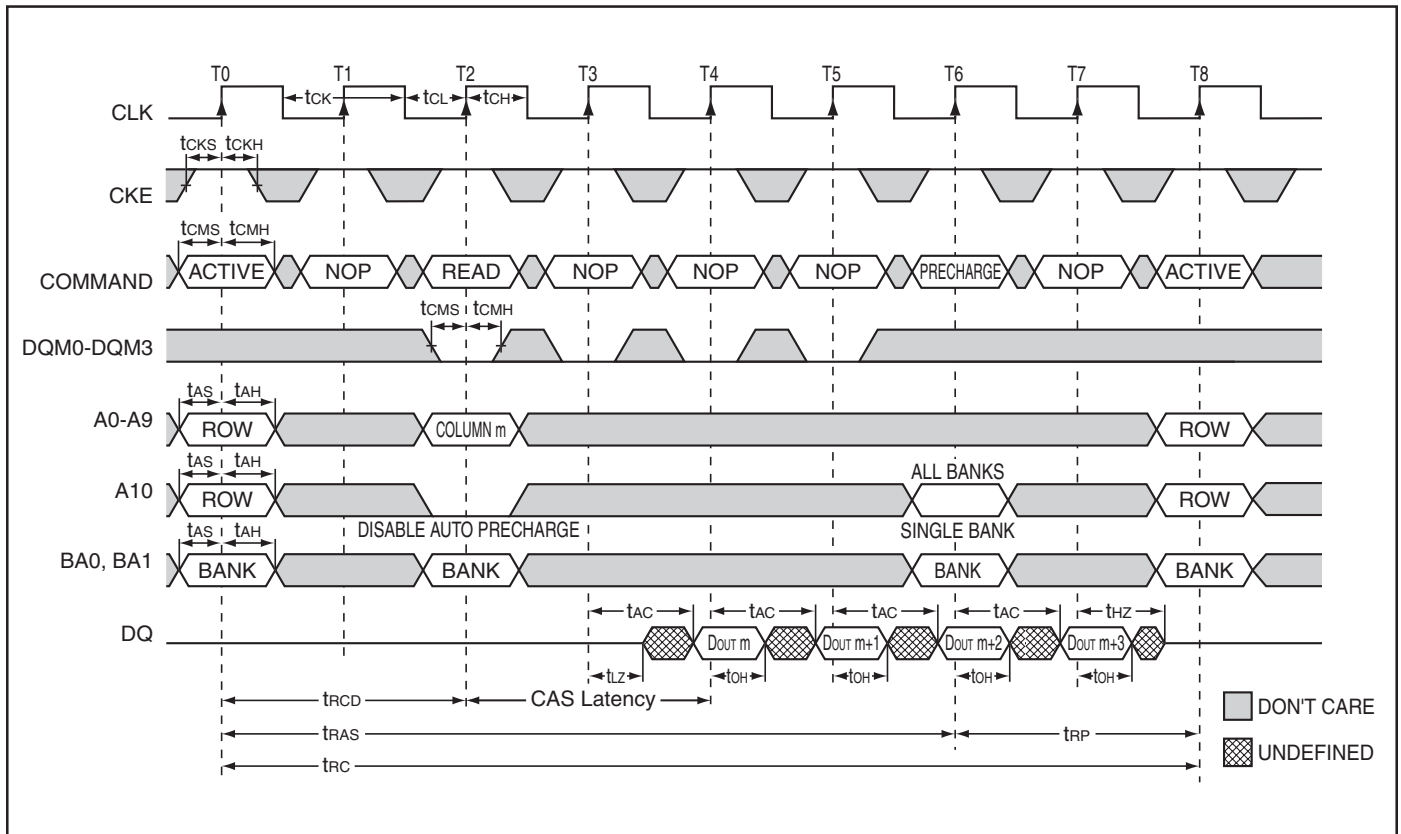 T0 T1 T2 T3 T4 T5 T6 T7 T8
tCK tCL tCH
CLK
tCKS tCKH
CKE
tCMS tCMH
COMMAND ACTIVE NOP READ NOP NOP NOP PRECHARGE NOP ACTIVE
tCMS tCMH
DQM0-DQM3
tAS tAH
A0-A9 ROW COLUMN m ROW
tAS tAH ALL BANKS
A10 ROW ROW
DISABLE AUTO PRECHARGE SINGLE BANK
tAS tAH
BA0, BA1 BANK BANK BANK BANK
tAC tAC tAC tAC tHZ
DQ DOUT m DOUT m+1 DOUT m+2 DOUT m+3
tLZ tOH tOH tOH tOH
tRCD CAS Latency
DON'T CARE
tRAS tRP
UNDEFINED
tRC